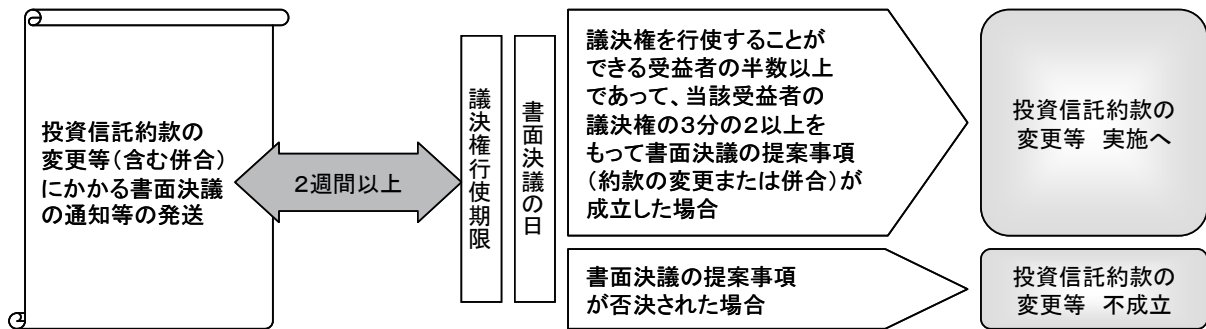 投資信託約款の
変更等(含む併合)
にかかる書面決議
の通知等の発送
２週間以上
議決権行使期限
書面決議の日
議決権を行使することが
できる受益者の半数以上
であって、当該受益者の
議決権の３分の２以上を
もって書面決議の提案事項
(約款の変更または併合)が
成立した場合
投資信託約款の
変更等　実施へ
書面決議の提案事項
が否決された場合
投資信託約款の
変更等　不成立